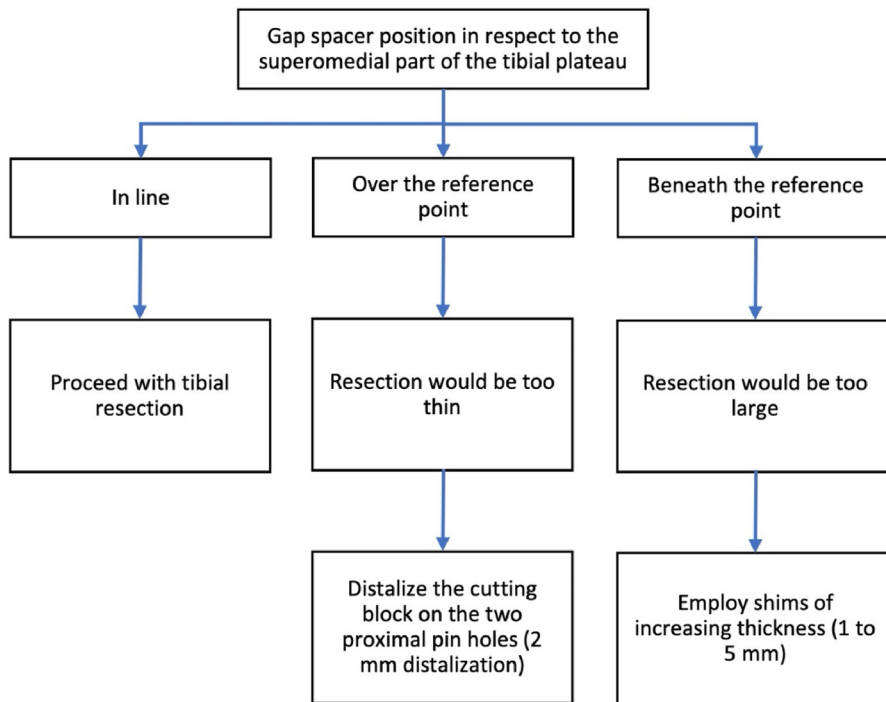 Gap spacer position in respect to the
superomedial part of the tibial plateau
In line
Over the reference
point
Beneath the reference
point
Proceed with tibial
resection
Resection would be too
thin
Resection would be too
large
Distalize the cutting
block on the two
proximal pin holes (2
mm distalization)
Employ shims of
increasing thickness (1 to
5 mm)